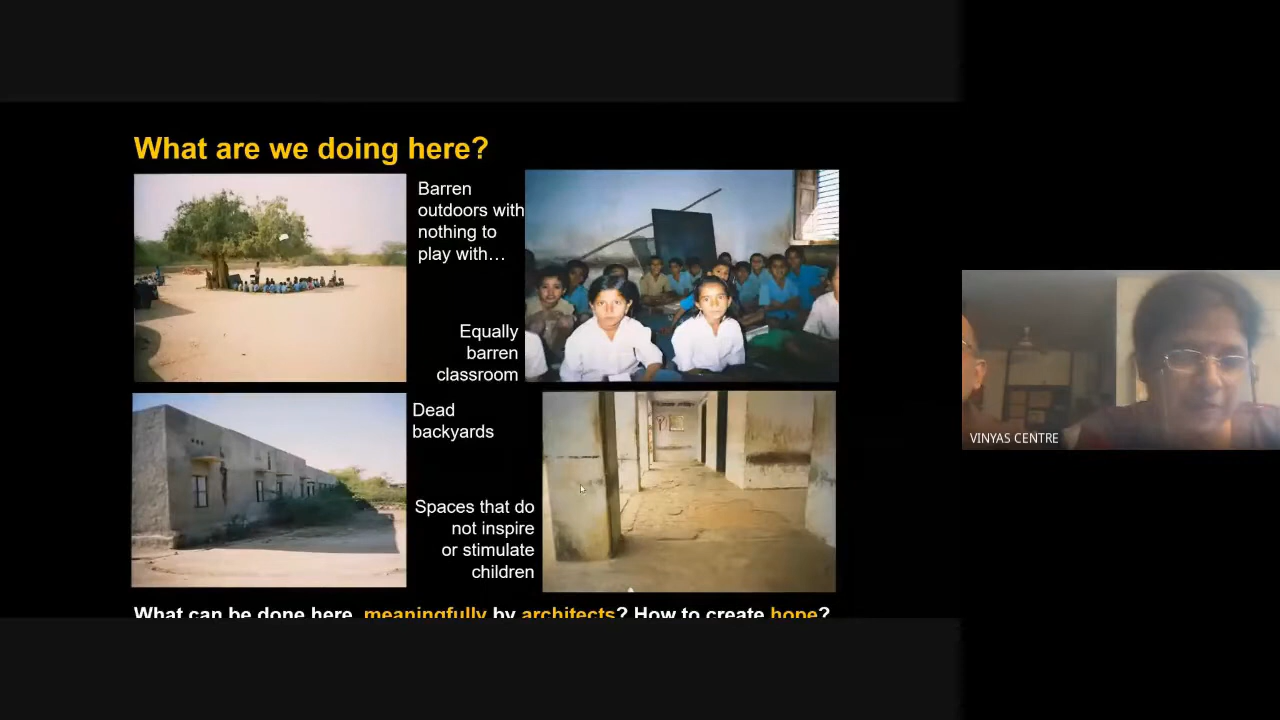 What are we doing here?
Barren
outdoors with
nothing to
play with…
Equally
barren
classroom
Dead
backyards
Spaces that do
not inspire
or stimulate
children
What can be done here, meaningfully by architects? How to create hope?
VINYAS CENTRE